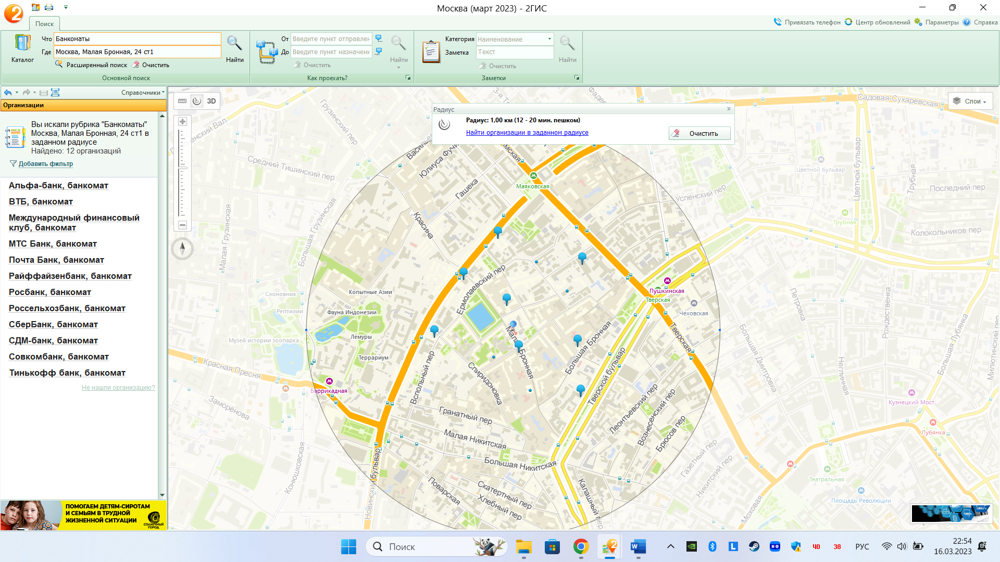 Москва (март 2023) - 2ГИС
Поиск
Привязать телефон
Центр обновлений
Параметры
Справка
Каталог
Что
Банкоматы
Где
Москва, Малая Бронная, 24 ст1
Расширенный поиск
Очистить
Найти
Основной поиск
A
B
От
Введите пункт отправлен
До
Введите пункт назначени
Очистить
Найти
Как проехать?
Категория
Наименование
Заметка
Текст
Очистить
Найти
Заметки
Справочники
Организации
Вы искали рубрика "Банкоматы"
Москва, Малая Бронная, 24 ст1 в
заданном радиусе
Найдено: 12 организаций
Добавить фильтр
Альфа-банк, банкомат
ВТБ, банкомат
Международный финансовый
клуб, банкомат
МТС Банк, банкомат
Почта Банк, банкомат
Райффайзенбанк, банкомат
Росбанк, банкомат
Россельхозбанк, банкомат
СберБанк, банкомат
СДМ-банк, банкомат
Совкомбанк, банкомат
Тинькофф банк, банкомат
Не нашли организацию?
ПОМОГАЕМ ДЕТЯМ-СИРОТАМ
И СЕМЬЯМ В ТРУДНОЙ
ЖИЗНЕННОЙ СИТУАЦИИ
СОЛНЕЧНЫЙ
ГОРОД
3D
Радиус
Радиус: 1,00 км (12 - 20 мин. пешком)
Найти организации в заданном радиусе
Очистить
Слои
Садовая-Сухаревская
Грузинский пер
Средний Тишинский пер
Большая Грузинская
Малая Грузинская
Юлиуса Фучи
Гашека
Красина
Маяковская
Цветной бульвар
Цветной бульвар
Трубная
Последний пер
Успенский пер
Трубная
Колокольников пер
Ермолаевский пер
Копытные Азии
Слоновник
Фауна Индонезии
Рептилии
Лемуры
Музей истории зоопарка
Террариум
Пушкинская
Тверская
Чеховская
Петровка
Рождественка
Тверская
Большая Дмитровка
Неглинная
Большая Лубянка
Милютинский пер
Красная Пресня
Баррикадная
Заморёнова
Конюшковская
Вспольный пер
Спиридоновка
Мала
Бронная
Большая Бронная
Тверской бульвар
Гранатный пер
Малая Никитская
Большая Никитская
Леонтьевский пер
Вознесенский пер
Брюсов пер
Газетный пер
Никитский пер
Кузнецкий Мост
Лубянка
Театральная
Площадь Революции
Моховая
Новинский бульвар
Поварская
Скатертный пер
Хлебный пер
Калашный пер
Поиск
РУС
22:54
16.03.2023